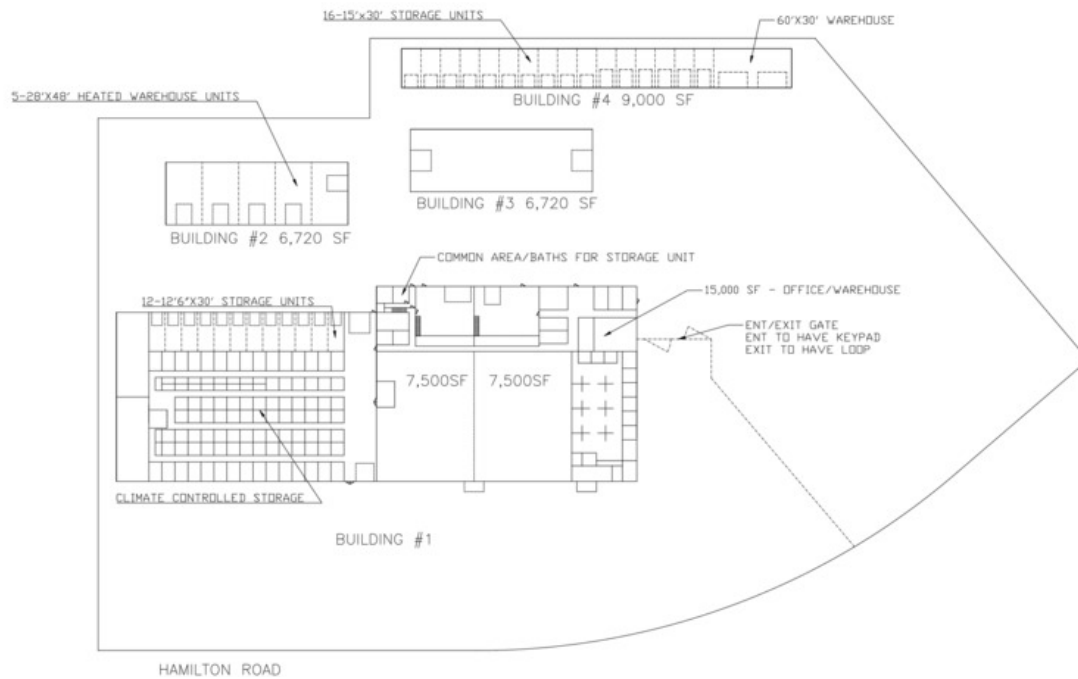 16-15'x30' STORAGE UNITS
60'X30' WAREHOUSE
5-28'X48' HEATED WAREHOUSE UNITS
BUILDING #4 9,000 SF
BUILDING #3 6,720 SF
BUILDING #2 6,720 SF
COMMON AREA/BATHS FOR STORAGE UNIT
15,000 SF - OFFICE/WAREHOUSE
12-12'6"X30' STORAGE UNITS
ENT/EXIT GATE
ENT TO HAVE KEYPAD
EXIT TO HAVE LOOP
7,500SF
7,500SF
CLIMATE CONTROLLED STORAGE
BUILDING #1
HAMILTON ROAD